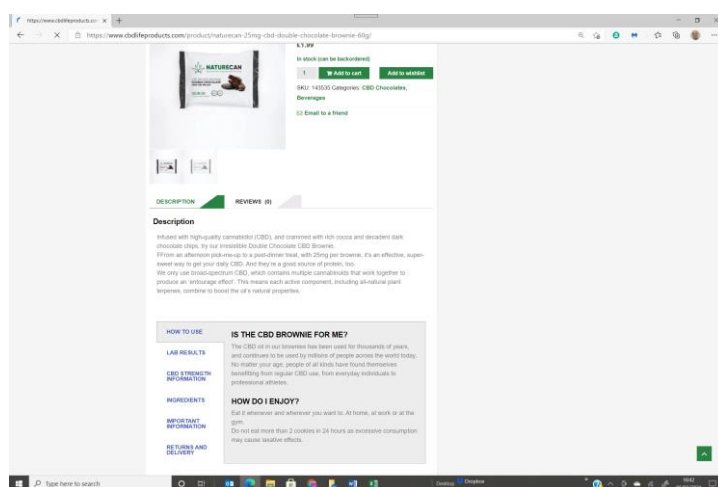 https://www.cbdlifeproducts.co
https://www.cbdlifeproducts.com/product/naturecan-25mg-cbd-double-chocolate-brownie-60g/
£1.99
In stock (can be backordered)
1 Add to cart Add to wishlist
SKU: 143535 Categories: CBD Chocolates,
Beverages
Email to a friend
NATURECAN
DESCRIPTION REVIEWS (0)
Description
Infused with high-quality cannabidiol (CBD), and crammed with rich cocoa and decadent dark
chocolate chips, try our irresistible Double Chocolate CBD Brownie.
FFrom an afternoon pick-me-up to a post-dinner treat, with 25mg per brownie, it's an effective, super-
sweet way to get your daily CBD. And they're a good source of protein, too.
We only use broad-spectrum CBD, which contains multiple cannabinoids that work together to
produce an 'entourage effect'. This means each active component, including all-natural plant
terpenes, combine to boost the oil's natural properties.
HOW TO USE
LAB RESULTS
CBD STRENGTH
INFORMATION
INGREDIENTS
IMPORTANT
INFORMATION
RETURNS AND
DELIVERY
IS THE CBD BROWNIE FOR ME?
The CBD oil in our brownies has been used for thousands of years,
and continues to be used by millions of people across the world today.
No matter your age, people of all kinds have found themselves
benefitting from regular CBD use, from everyday individuals to
professional athletes.
HOW DO I ENJOY?
Eat it whenever and wherever you want to. At home, at work or at the
gym.
Do not eat more than 2 cookies in 24 hours as excessive consumption
may cause laxative effects.
Type here to search
Desktop
Dropbox